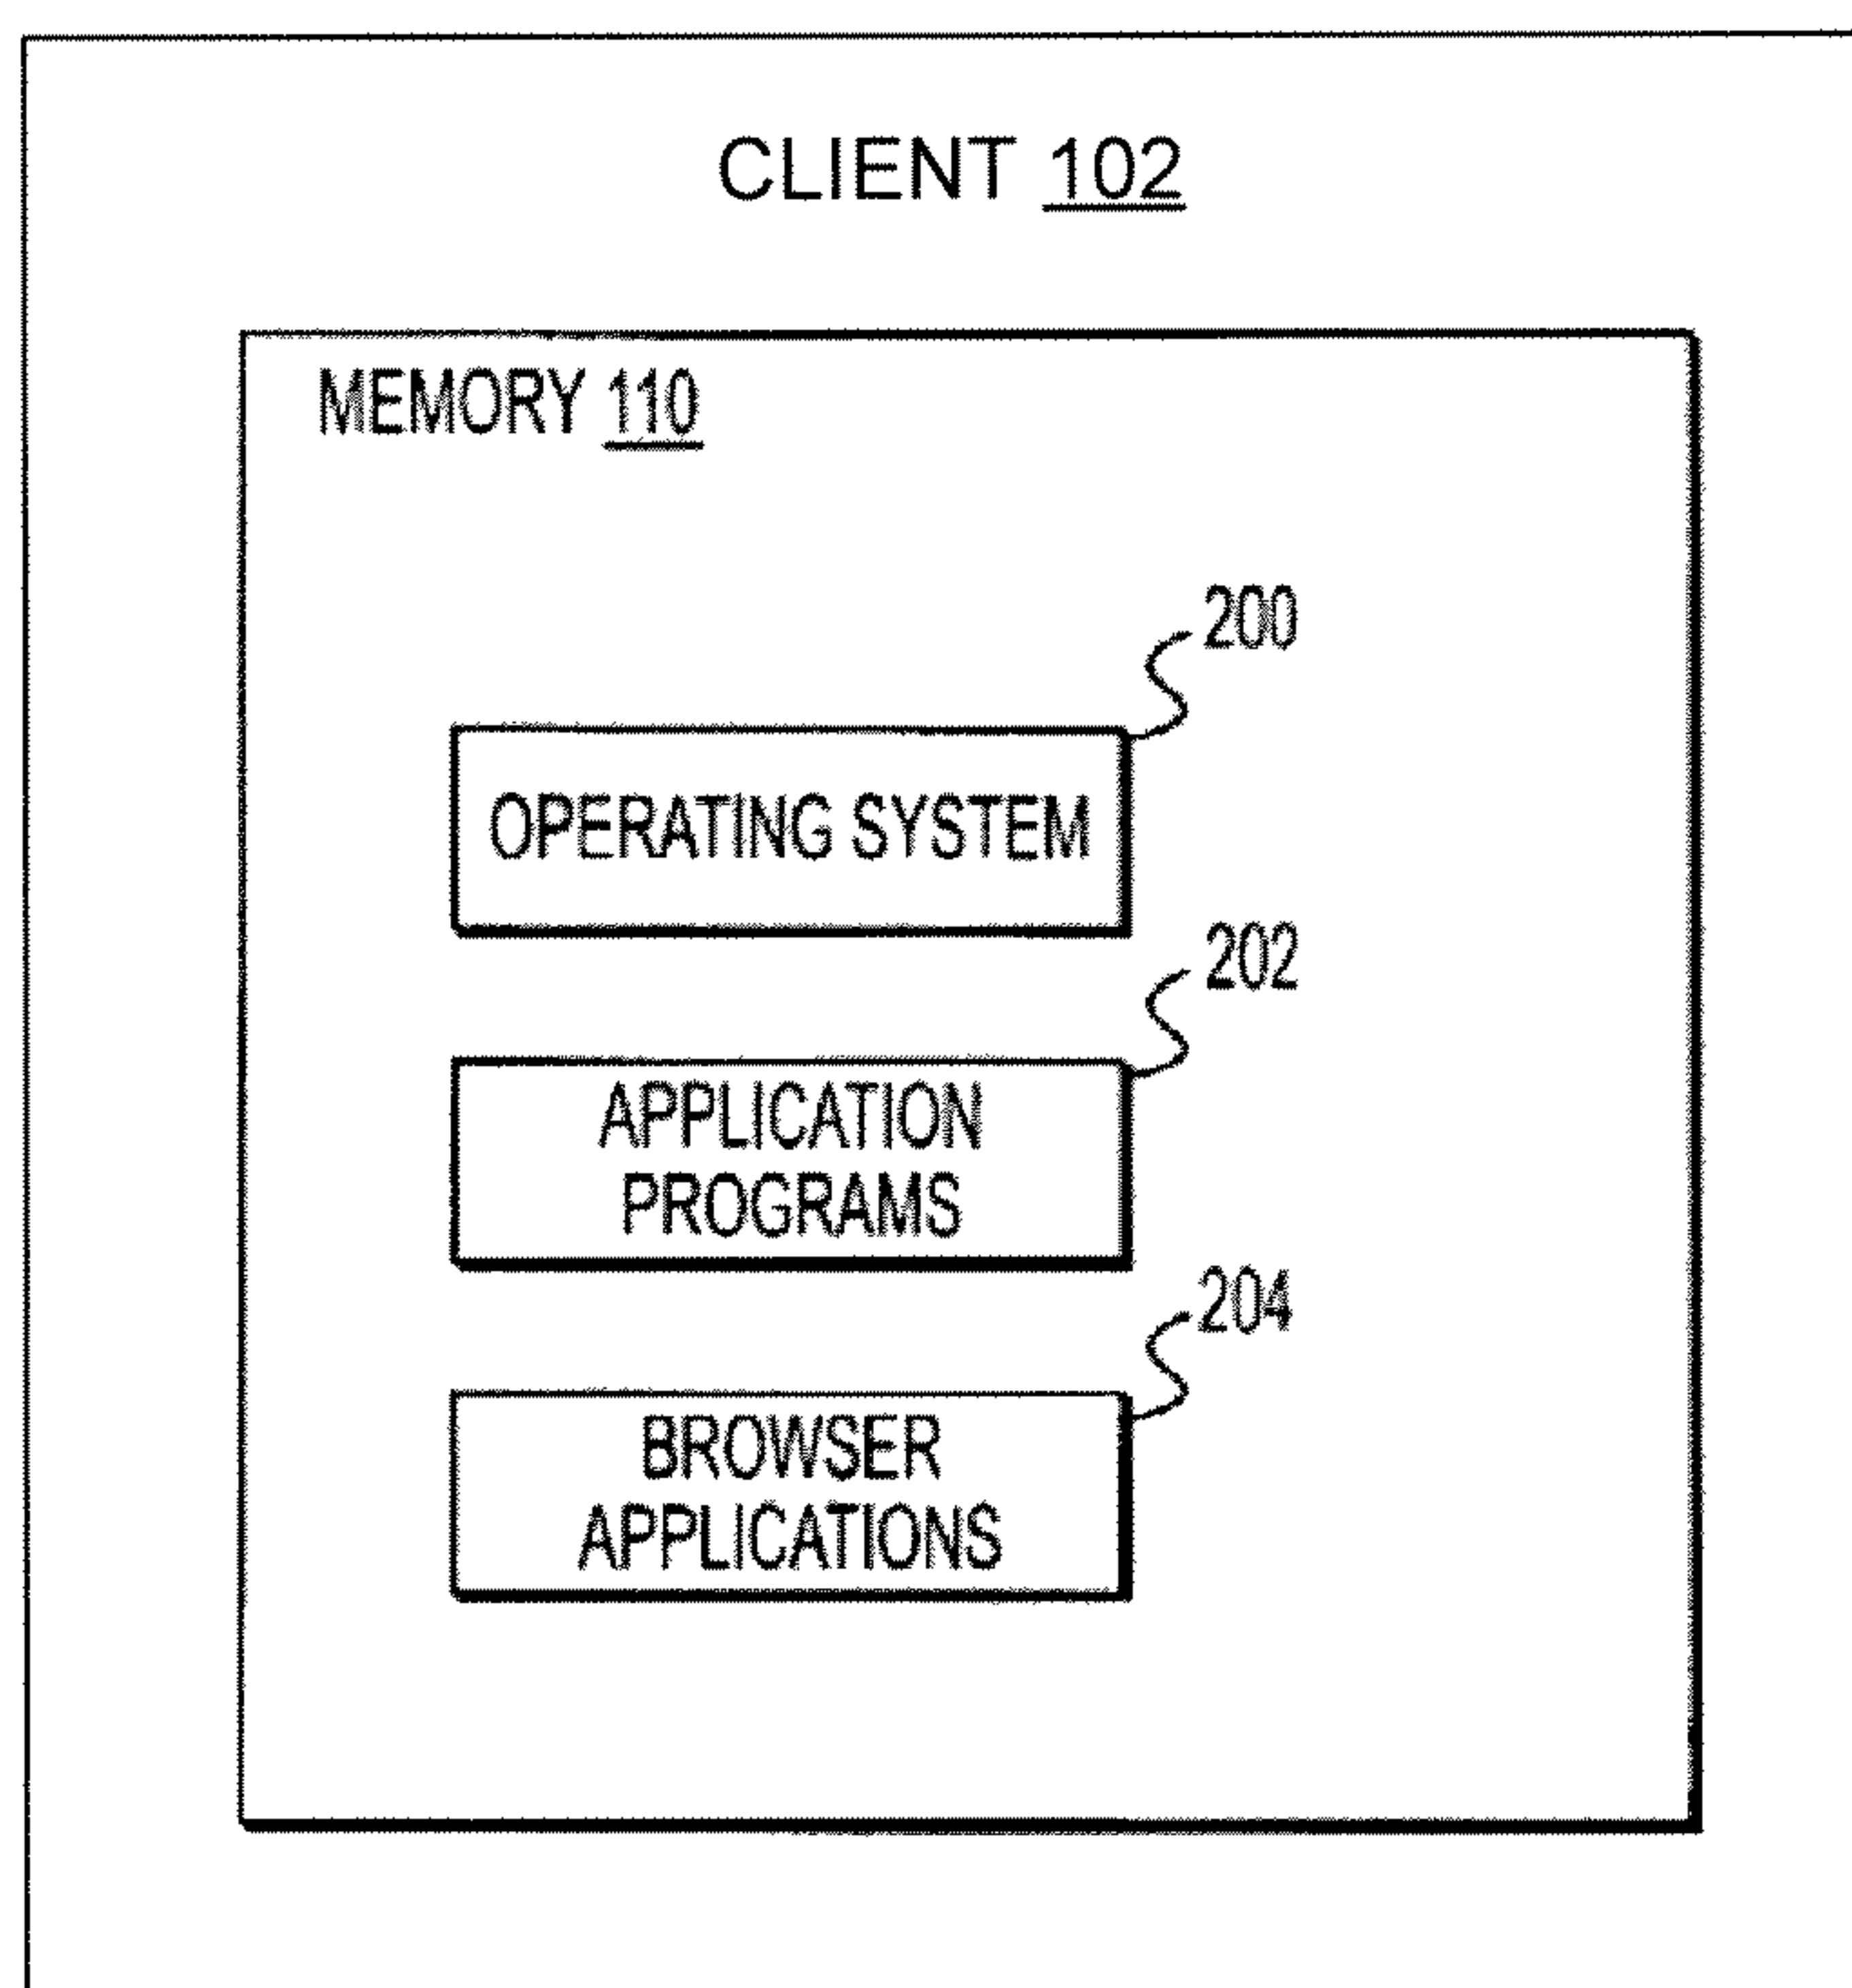 CLIENT 102
MEMORY 110
200
OPERATING SYSTEM
202
APPLICATION
PROGRAMS
204
BROWSER
APPLICATIONS